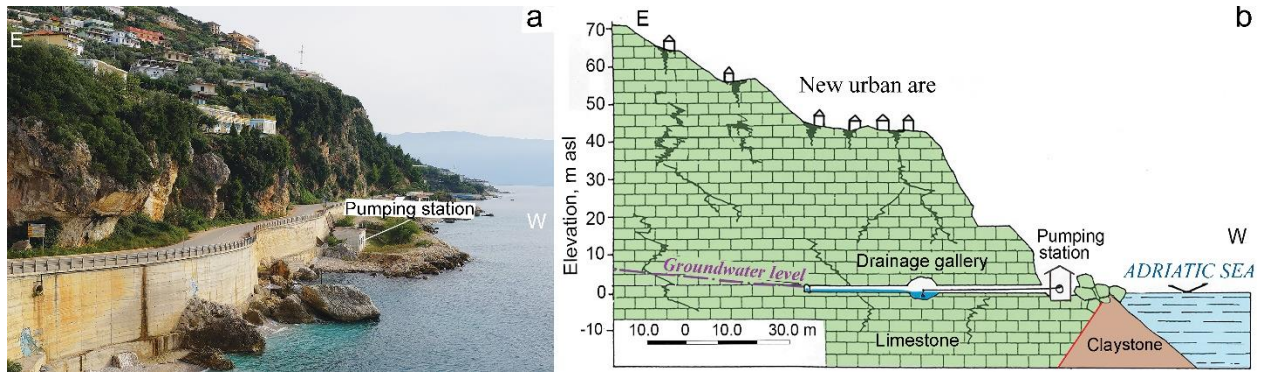 a
E
W
Pumping station
b
E
70
60
50
40
30
20
10
0
-10
Elevation, m asl
New urban are
Groundwater level
Drainage gallery
Pumping
station
W
ADRIATIC SEA
10.0 0 10.0 30.0 m
Limestone
Claystone